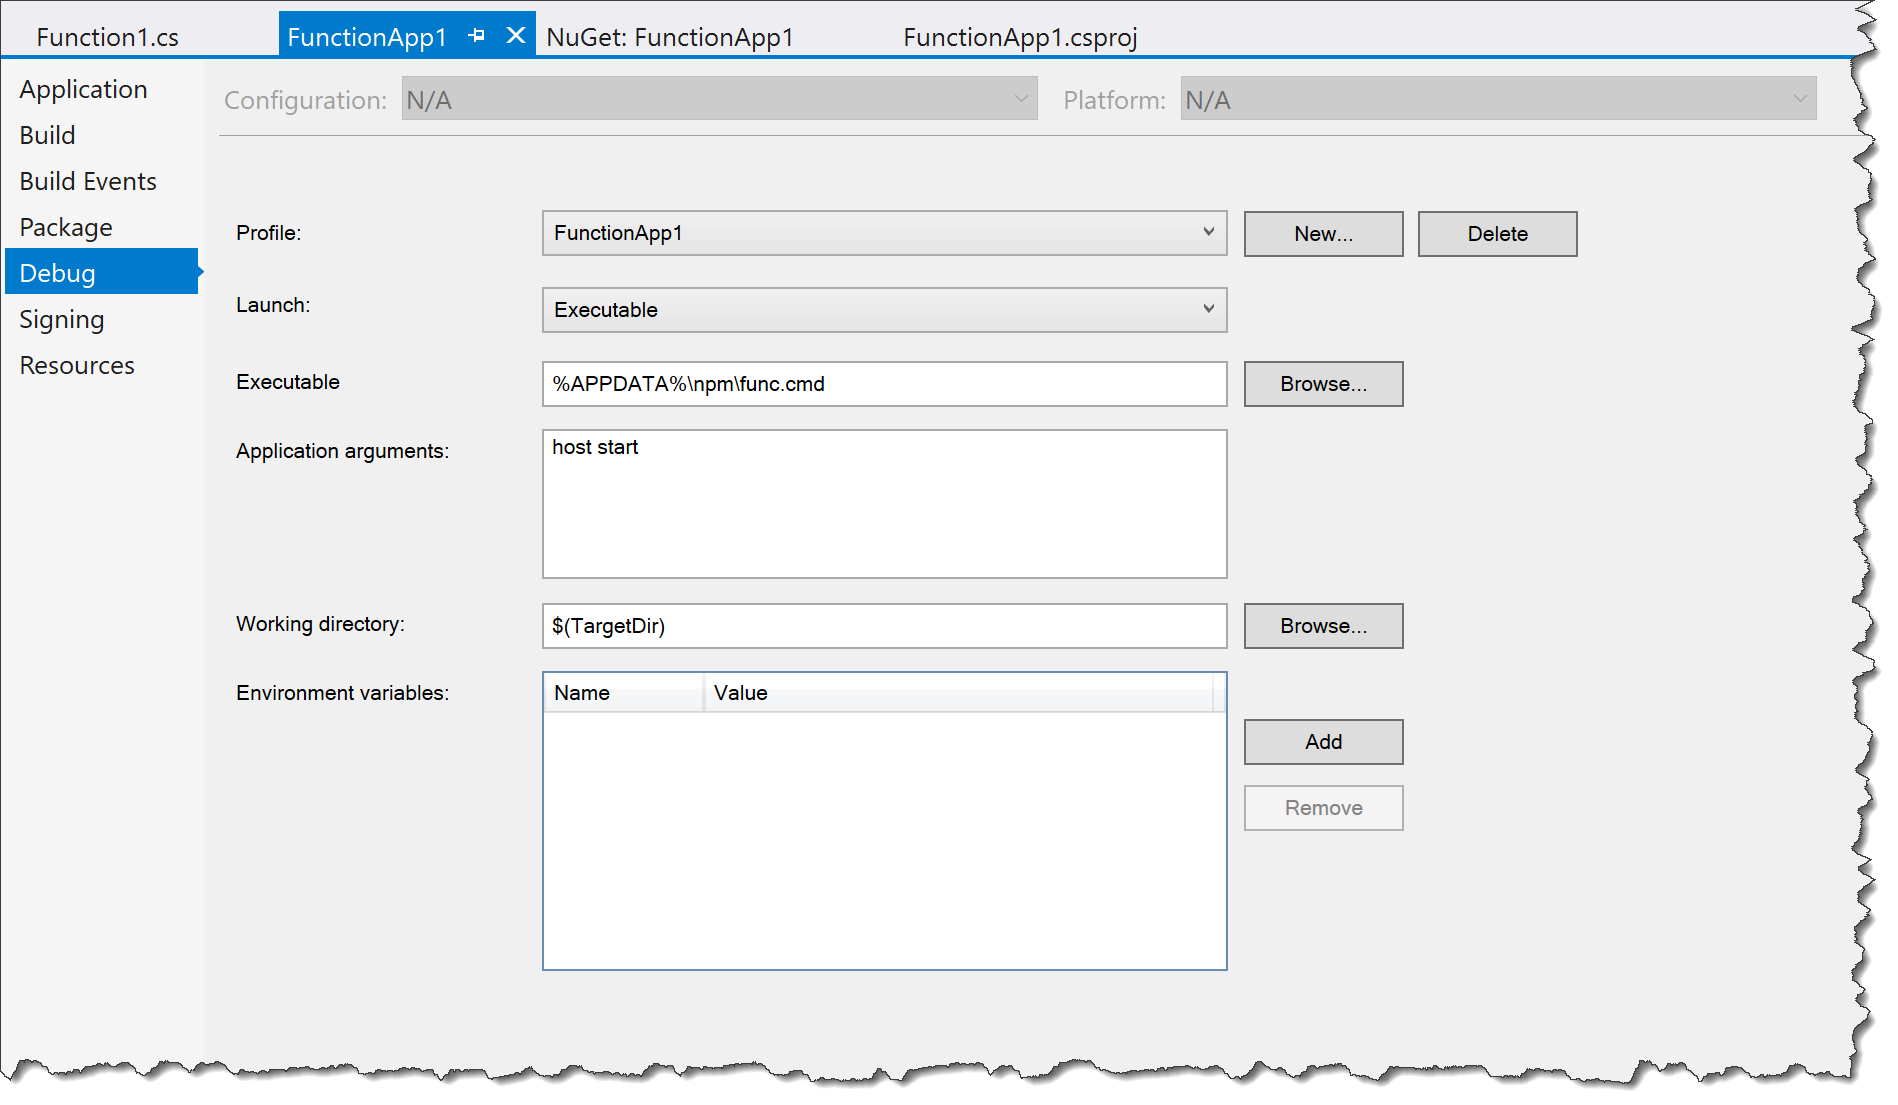 Function1.cs FunctionApp1 NuGet: FunctionApp1 FunctionApp1.csproj
Application
Build
Build Events
Package
Debug
Signing
Resources
Configuration: N/A Platform: N/A
Profile: FunctionApp1 New... Delete
Launch: Executable
Executable %APPDATA%\npm\func.cmd Browse...
Application arguments: host start
Working directory: $(TargetDir) Browse...
Environment variables: Name Value
Add
Remove